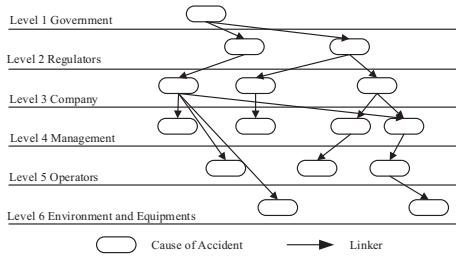 Level 1 Government
Level 2 Regulators
Level 3 Company
Level 4 Management
Level 5 Operators
Level 6 Environment and Equipments
Cause of Accident
Linker